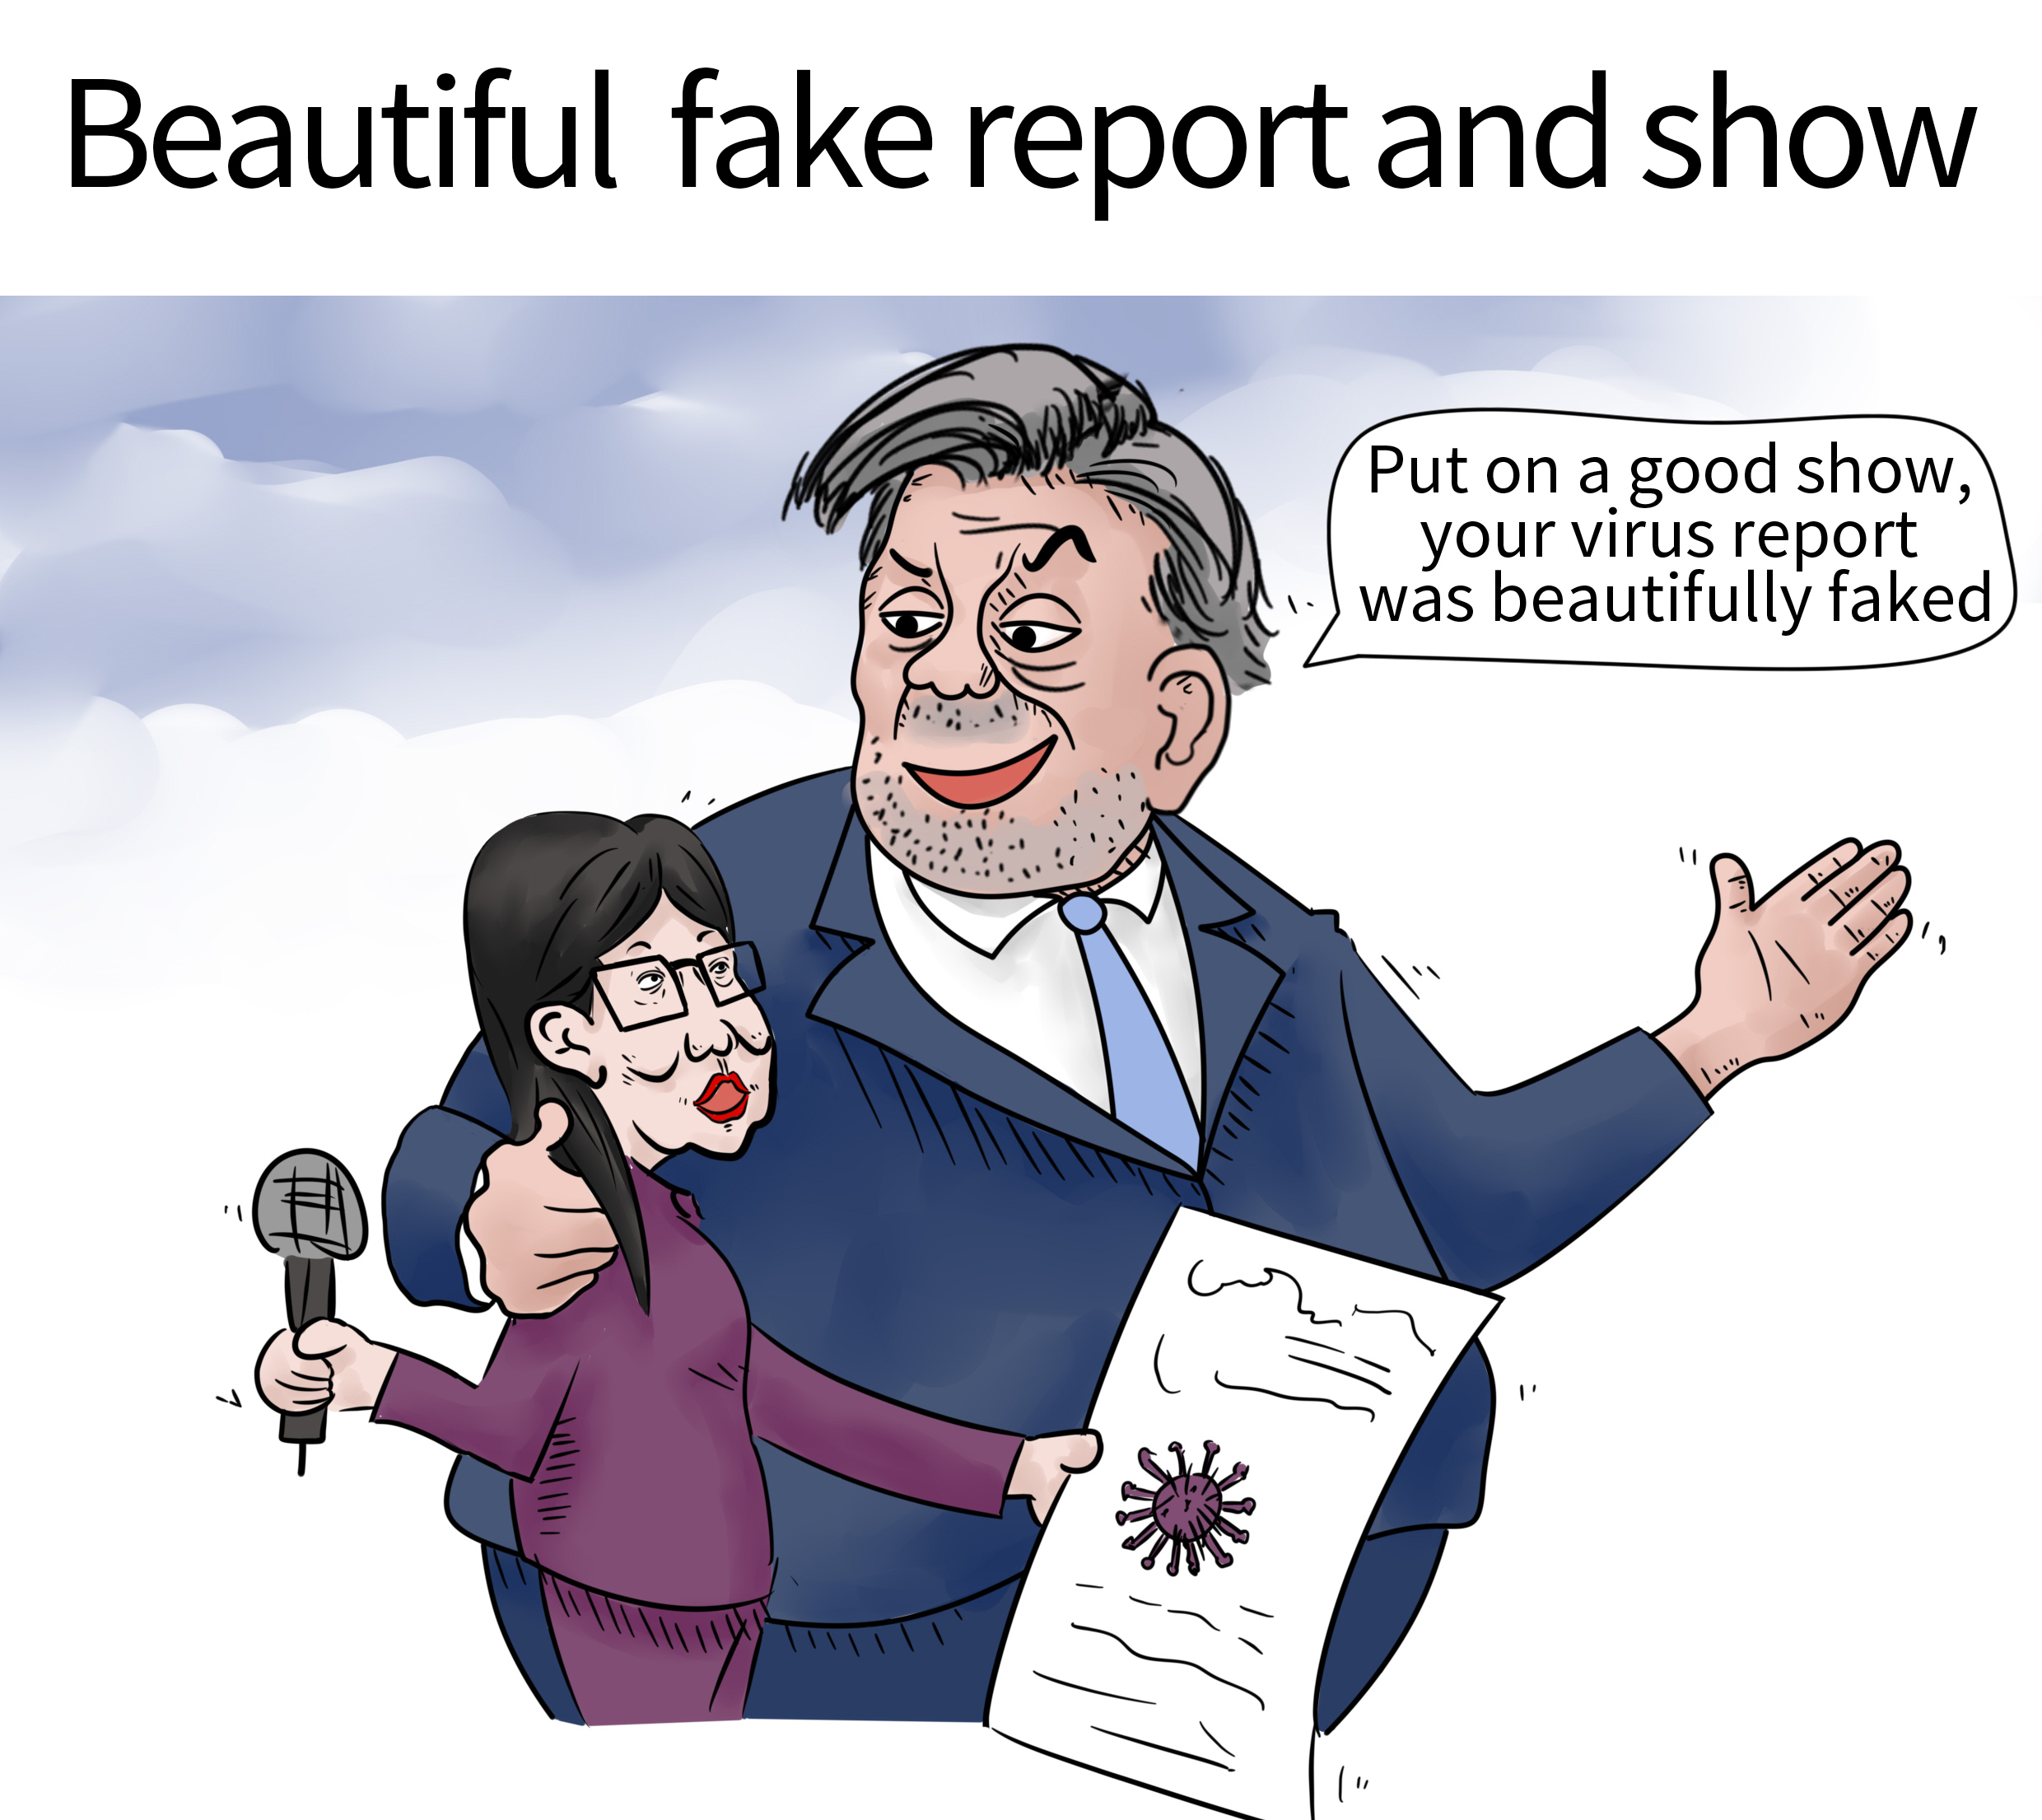 Beautiful fake report and show
Put on a good show,
your virus report
was beautifully faked